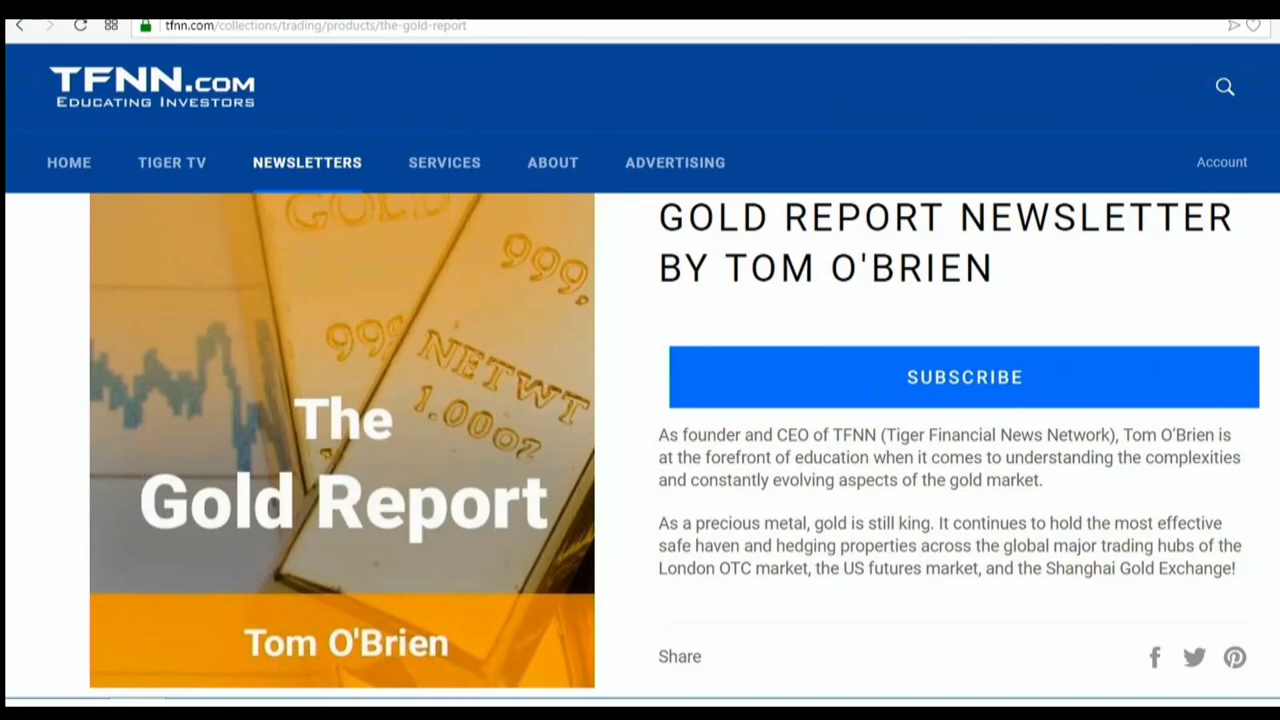 tfnn.com/collections/trading/products/the-gold-report
TFNN.COM
EDUCATING INVESTORS
HOME TIGER TV NEWSLETTERS SERVICES ABOUT ADVERTISING Account
GOLD
999,
999
NET WT
1.00OZ
The
Gold Report
Tom O'Brien
GOLD REPORT NEWSLETTER
BY TOM O'BRIEN
SUBSCRIBE
As founder and CEO of TFNN (Tiger Financial News Network), Tom O’Brien is
at the forefront of education when it comes to understanding the complexities
and constantly evolving aspects of the gold market.
As a precious metal, gold is still king. It continues to hold the most effective
safe haven and hedging properties across the global major trading hubs of the
London OTC market, the US futures market, and the Shanghai Gold Exchange!
Share